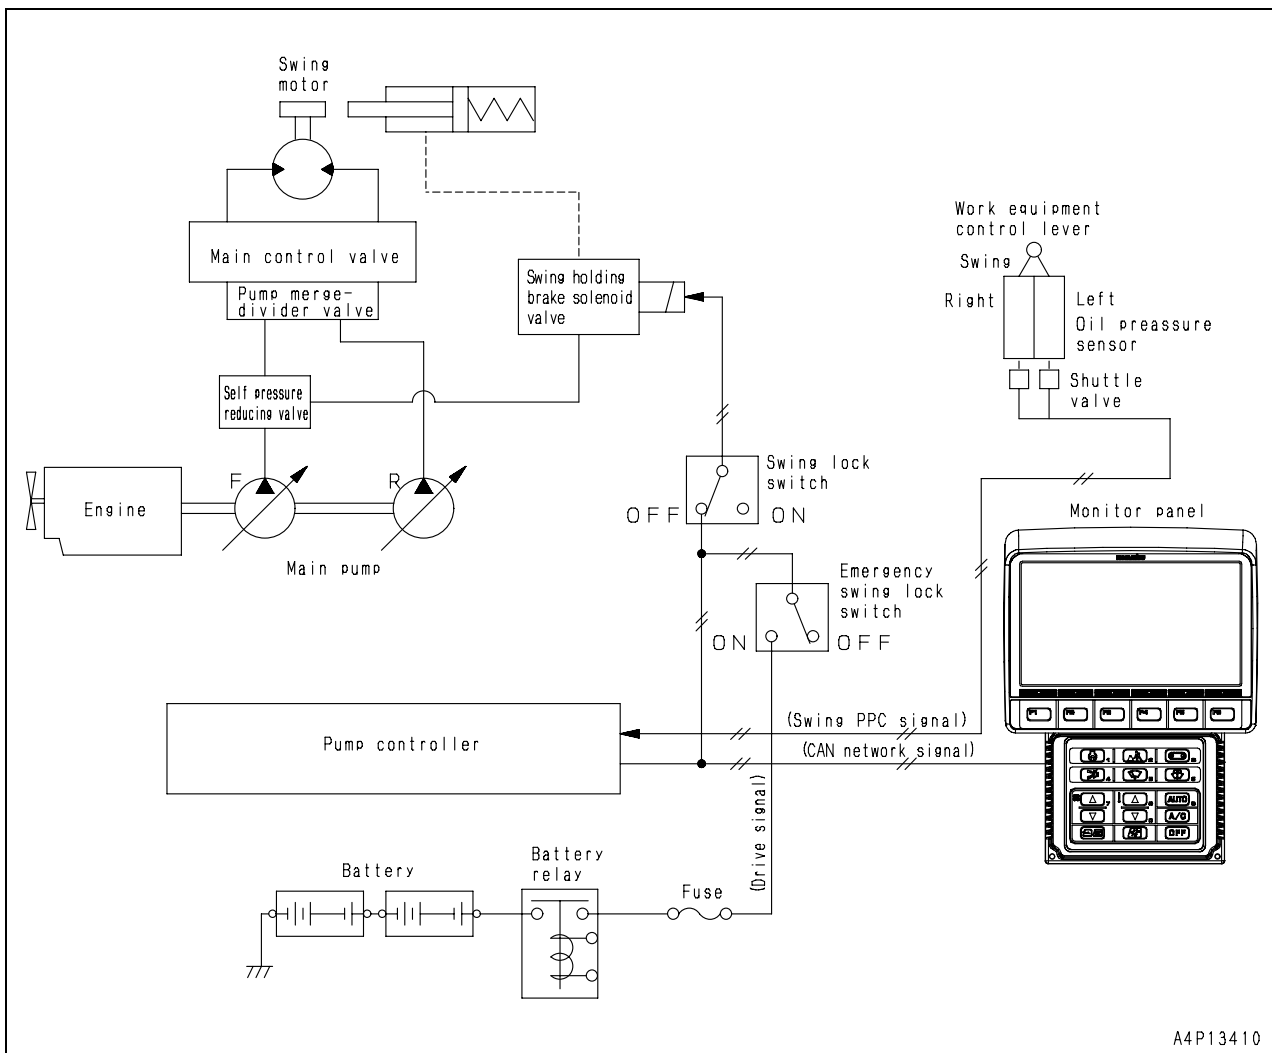 Swing
motor
Main control valve
Pump merge-
divider valve
Self pressure
reducing valve
Swing holding
brake solenoid
valve
Work equipment
control lever
Swing
Right
Left
Oil preassure
sensor
Shuttle
valve
F
R
Engine
Main pump
Swing lock
switch
OFF
ON
Emergency
swing lock
switch
ON
OFF
Monitor panel
Pump controller
(Swing PPC signal)
(CAN network signal)
(Drive signal)
AUTO
A/C
OFF
Battery
Battery
relay
Fuse
A4P13410